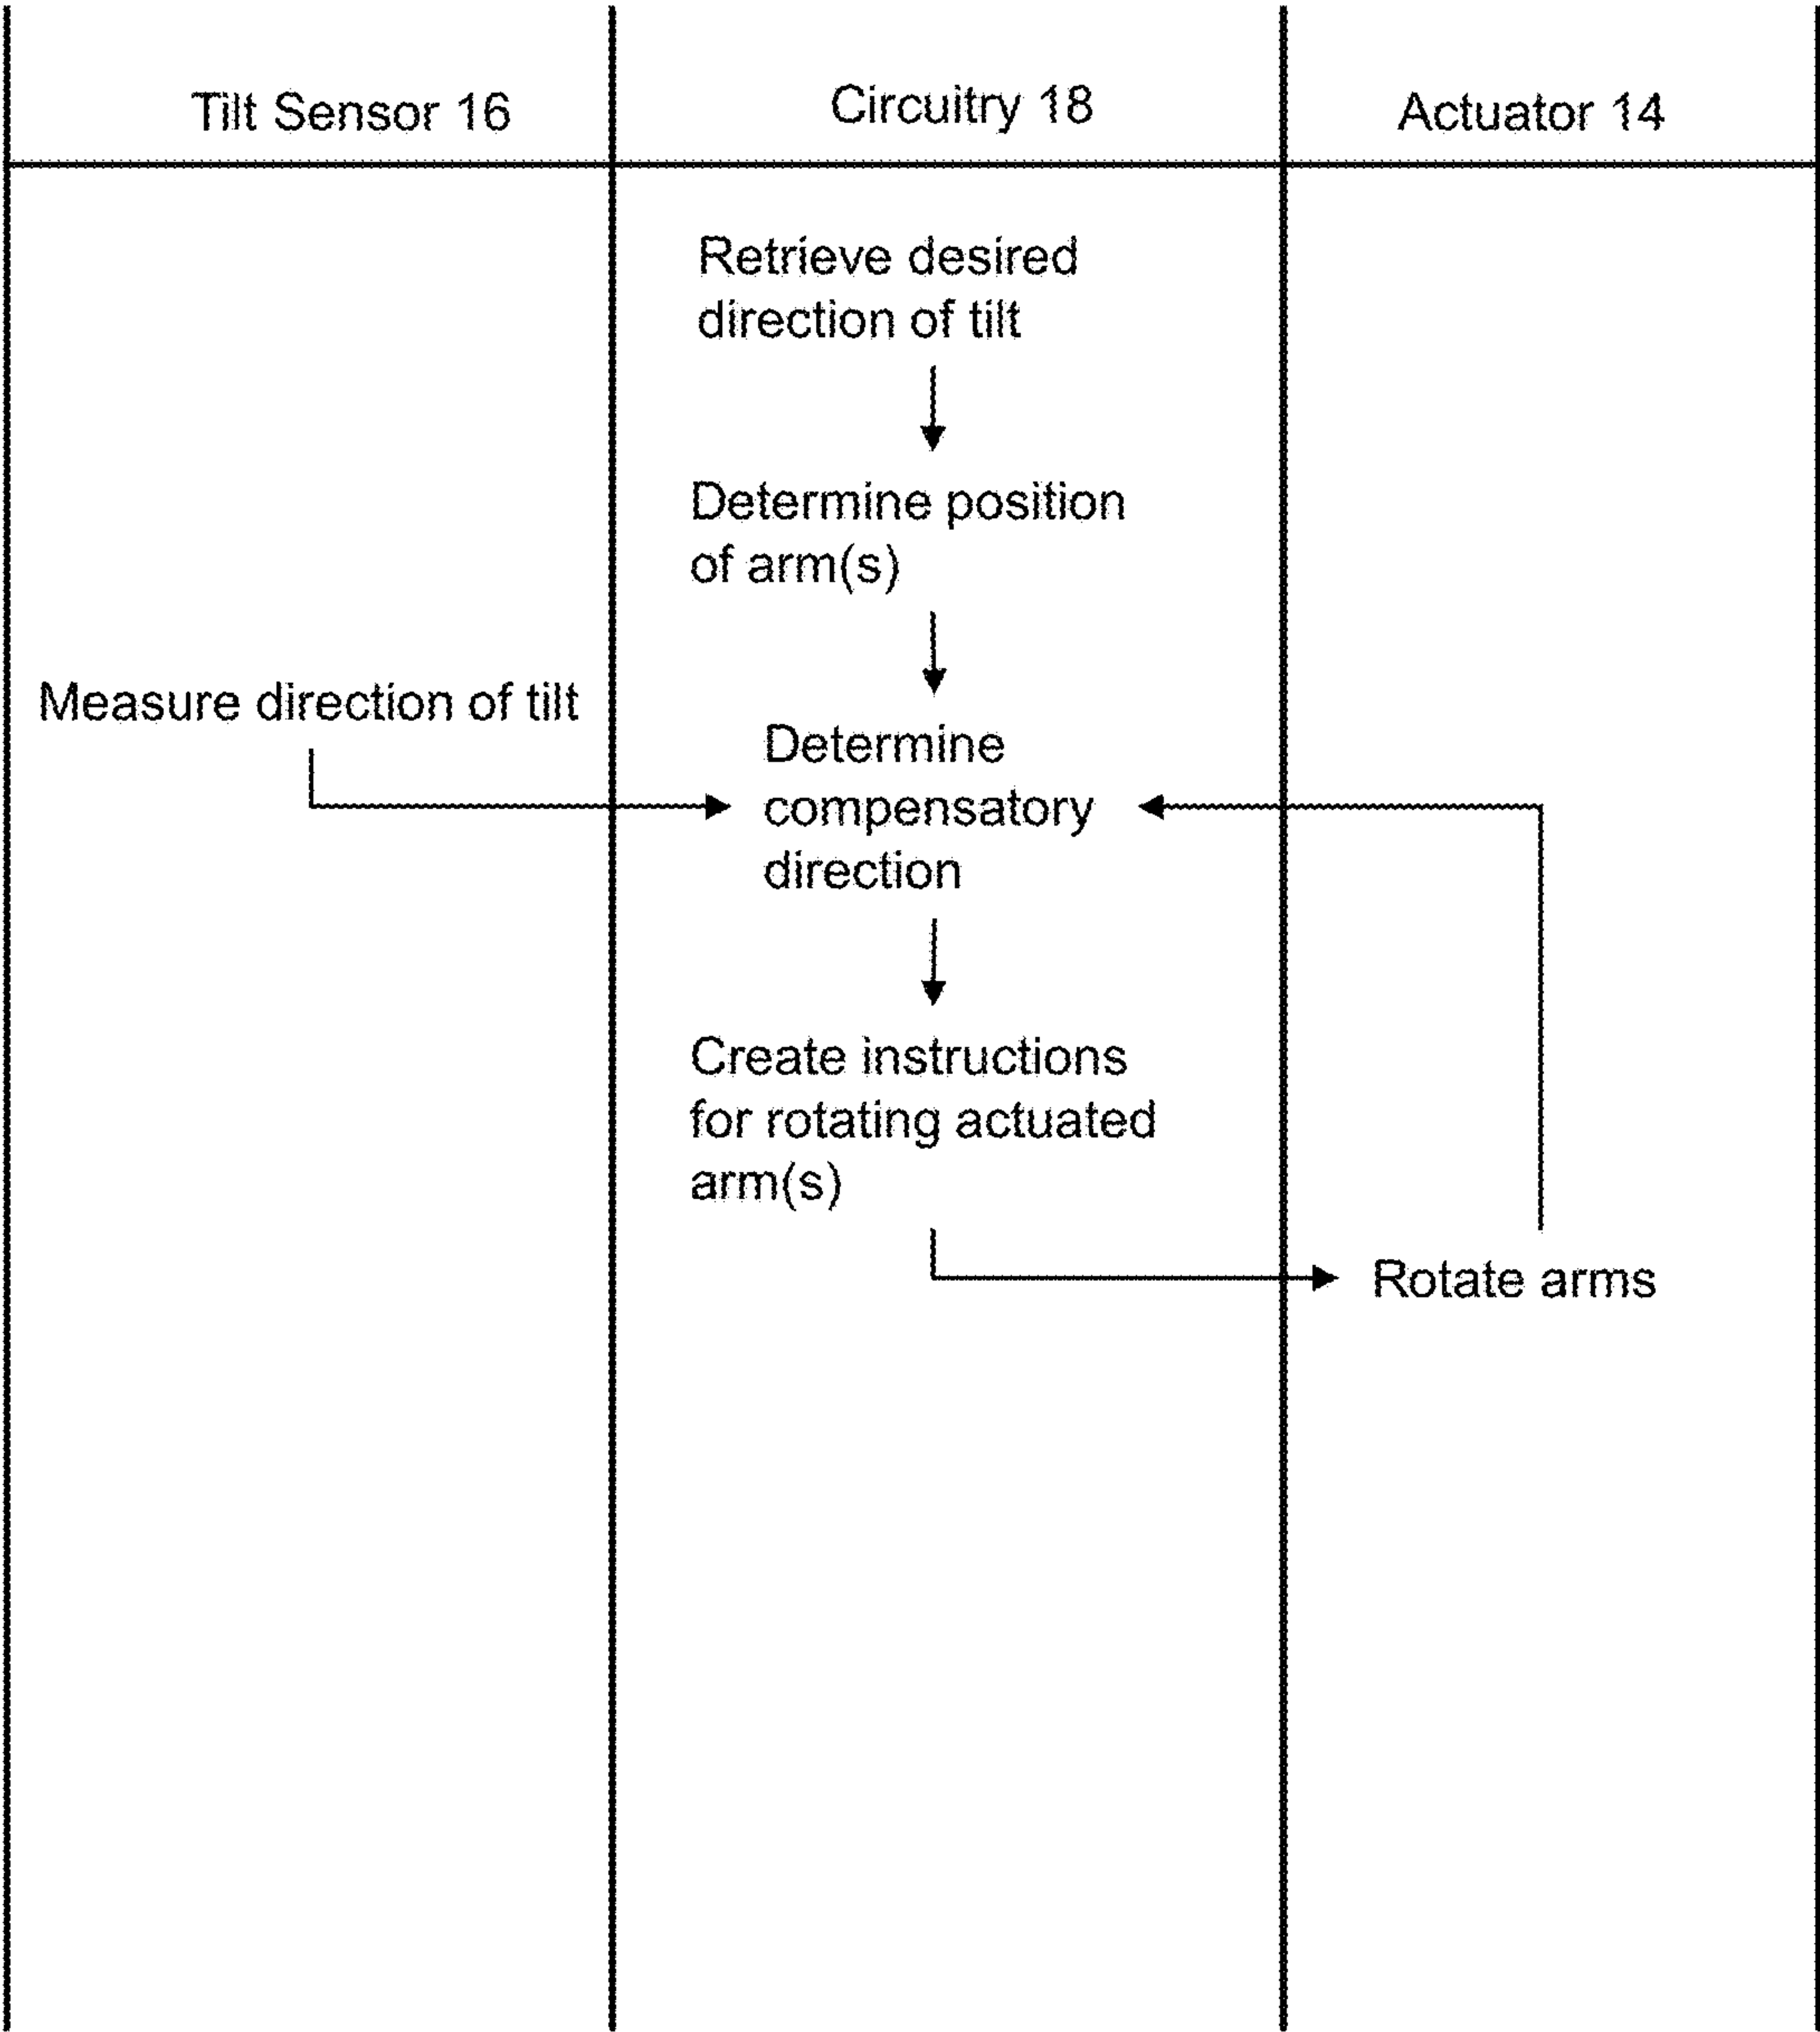 Tilt Sensor 16
Circuitry 18
Actuator 14
Retrieve desired
direction of tilt
Determine position
of arm(s)
Measure direction of tilt
Determine
compensatory
direction
Create instructions
for rotating actuated
arm(s)
Rotate arms